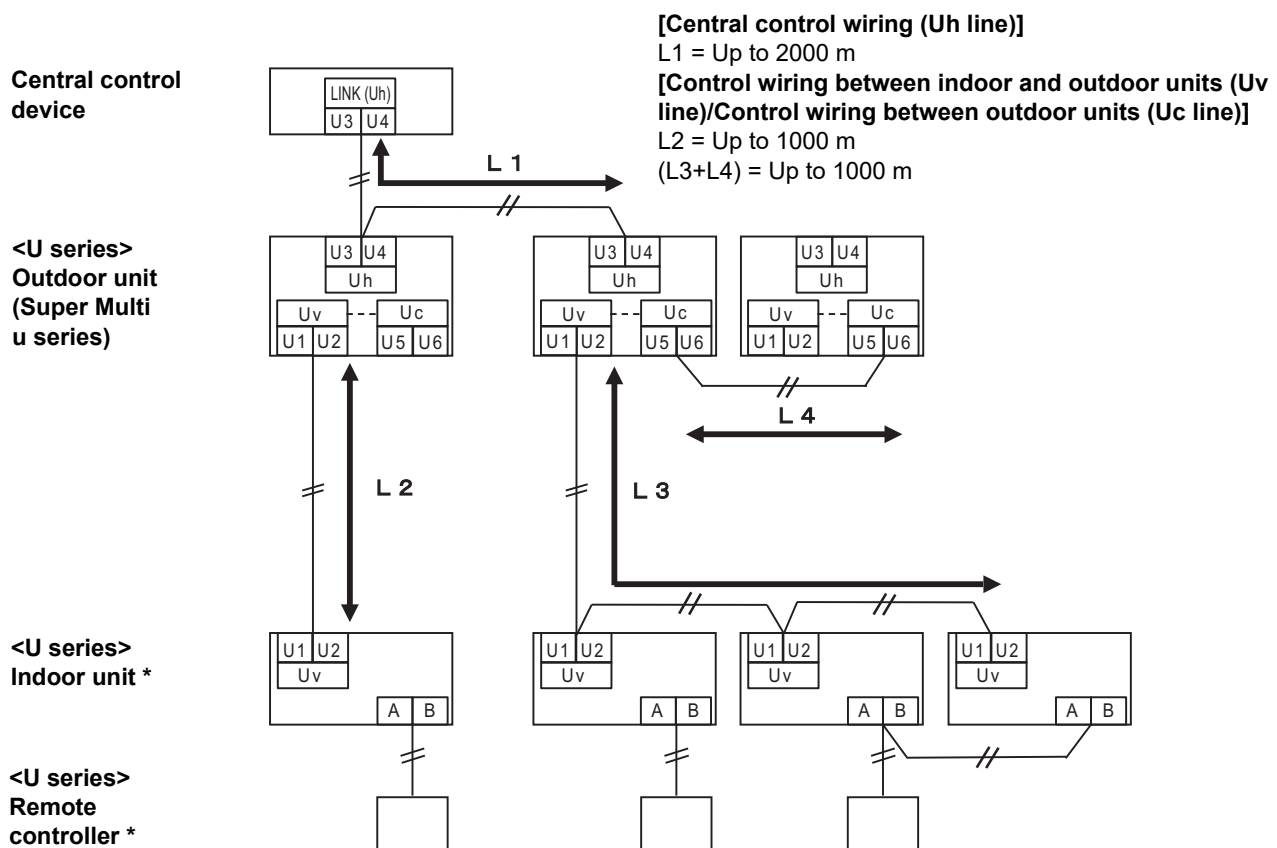 [Central control wiring (Uh line)]
L1 = Up to 2000 m
[Control wiring between indoor and outdoor units (Uv
line)/Control wiring between outdoor units (Uc line)]
L2 = Up to 1000 m
(L3+L4) = Up to 1000 m
Central control
device
LINK (Uh)
U3 U4
L 1
<U series>
Outdoor unit
(Super Multi
u series)
U3 U4
Uh
Uv Uc
U1 U2 U5 U6
U3 U4
Uh
Uv Uc
U1 U2 U5 U6
U3 U4
Uh
Uv Uc
U1 U2 U5 U6
L 4
L 2
L 3
<U series>
Indoor unit *
U1 U2
Uv
A B
U1 U2
Uv
A B
U1 U2
Uv
A B
U1 U2
Uv
A B
<U series>
Remote
controller *